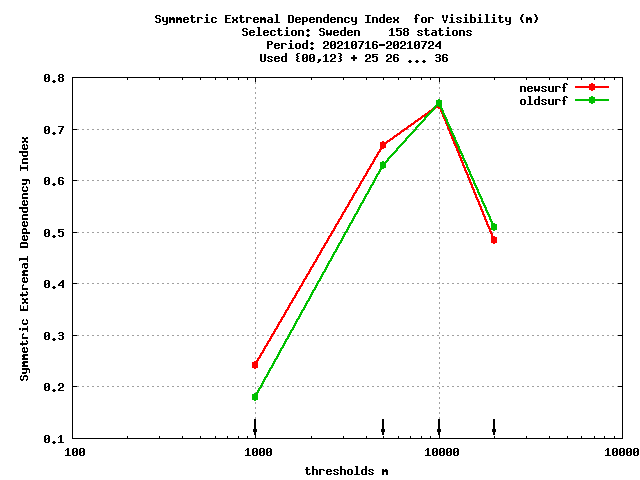 Symmetric Extremal Dependency Index  for Visibility (m)
Selection: Sweden    158 stations
Period: 20210716-20210724
Used {00,12} + 25 26 ... 36
newsurf
oldsurf
0.8
0.7
0.6
0.5
0.4
0.3
0.2
0.1
Symmetric Extremal Dependency Index
100
1000
10000
10000
thresholds m